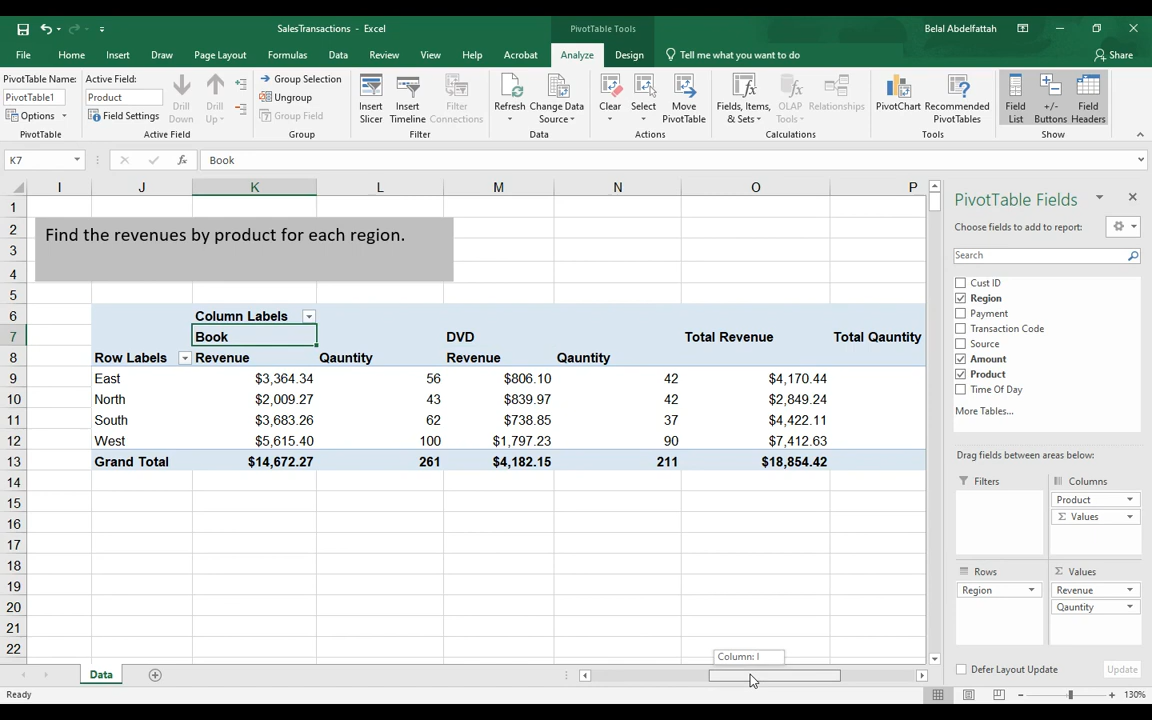 SalesTransactions - Excel
PivotTable Tools
Belal Abdelfattah
File Home Insert Draw Page Layout Formulas Data Review View Help Acrobat Analyze Design Tell me what you want to do Share
PivotTable Name:
PivotTable1
Options
PivotTable
Active Field:
Product
Field Settings
Drill Down
Drill Up
Active Field
Group Selection
Ungroup
Group Field
Group
Insert Slicer
Insert Timeline
Filter Connections
Filter
Refresh
Change Data Source
Data
Clear
Select
Move PivotTable
Actions
Fields, Items, & Sets
OLAP Tools
Relationships
Calculations
PivotChart
Recommended PivotTables
Tools
Field List
+/- Buttons
Field Headers
Show
K7
fx
Book
I J K L M N O P
1
2
3
4
5
Find the revenues by product for each region.
6 Column Labels
7 Book DVD Total Revenue Total Qauntity
8 Row Labels Revenue Qauntity Revenue Qauntity
9 East $3,364.34 56 $806.10 42 $4,170.44
10 North $2,009.27 43 $839.97 42 $2,849.24
11 South $3,683.26 62 $738.85 37 $4,422.11
12 West $5,615.40 100 $1,797.23 90 $7,412.63
13 Grand Total $14,672.27 261 $4,182.15 211 $18,854.42
14
15
16
17
18
19
20
21
22
PivotTable Fields
Choose fields to add to report:
Search
Cust ID
Region
Payment
Transaction Code
Source
Amount
Product
Time Of Day
More Tables...
Drag fields between areas below:
Filters
Columns
Product
Σ Values
Rows
Region
Σ Values
Revenue
Qauntity
Defer Layout Update
Update
Column: I
Data
Ready
130%